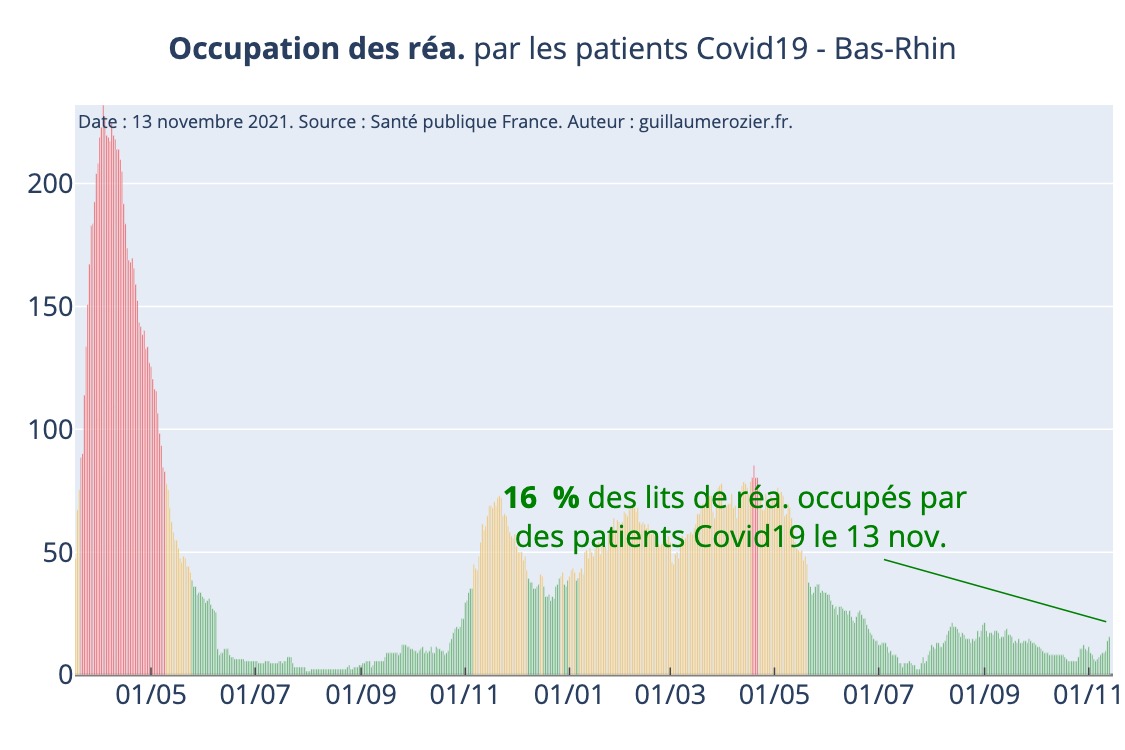 Occupation des réa. par les patients Covid19 - Bas-Rhin
Date : 13 novembre 2021. Source : Santé publique France. Auteur : guillaumerozier.fr.
200
150
100
16 % des lits de réa. occupés par
des patients Covid19 le 13 nov.
50
0
01/05 01/07 01/09 01/11 01/01 01/03 01/05 01/07 01/09 01/11